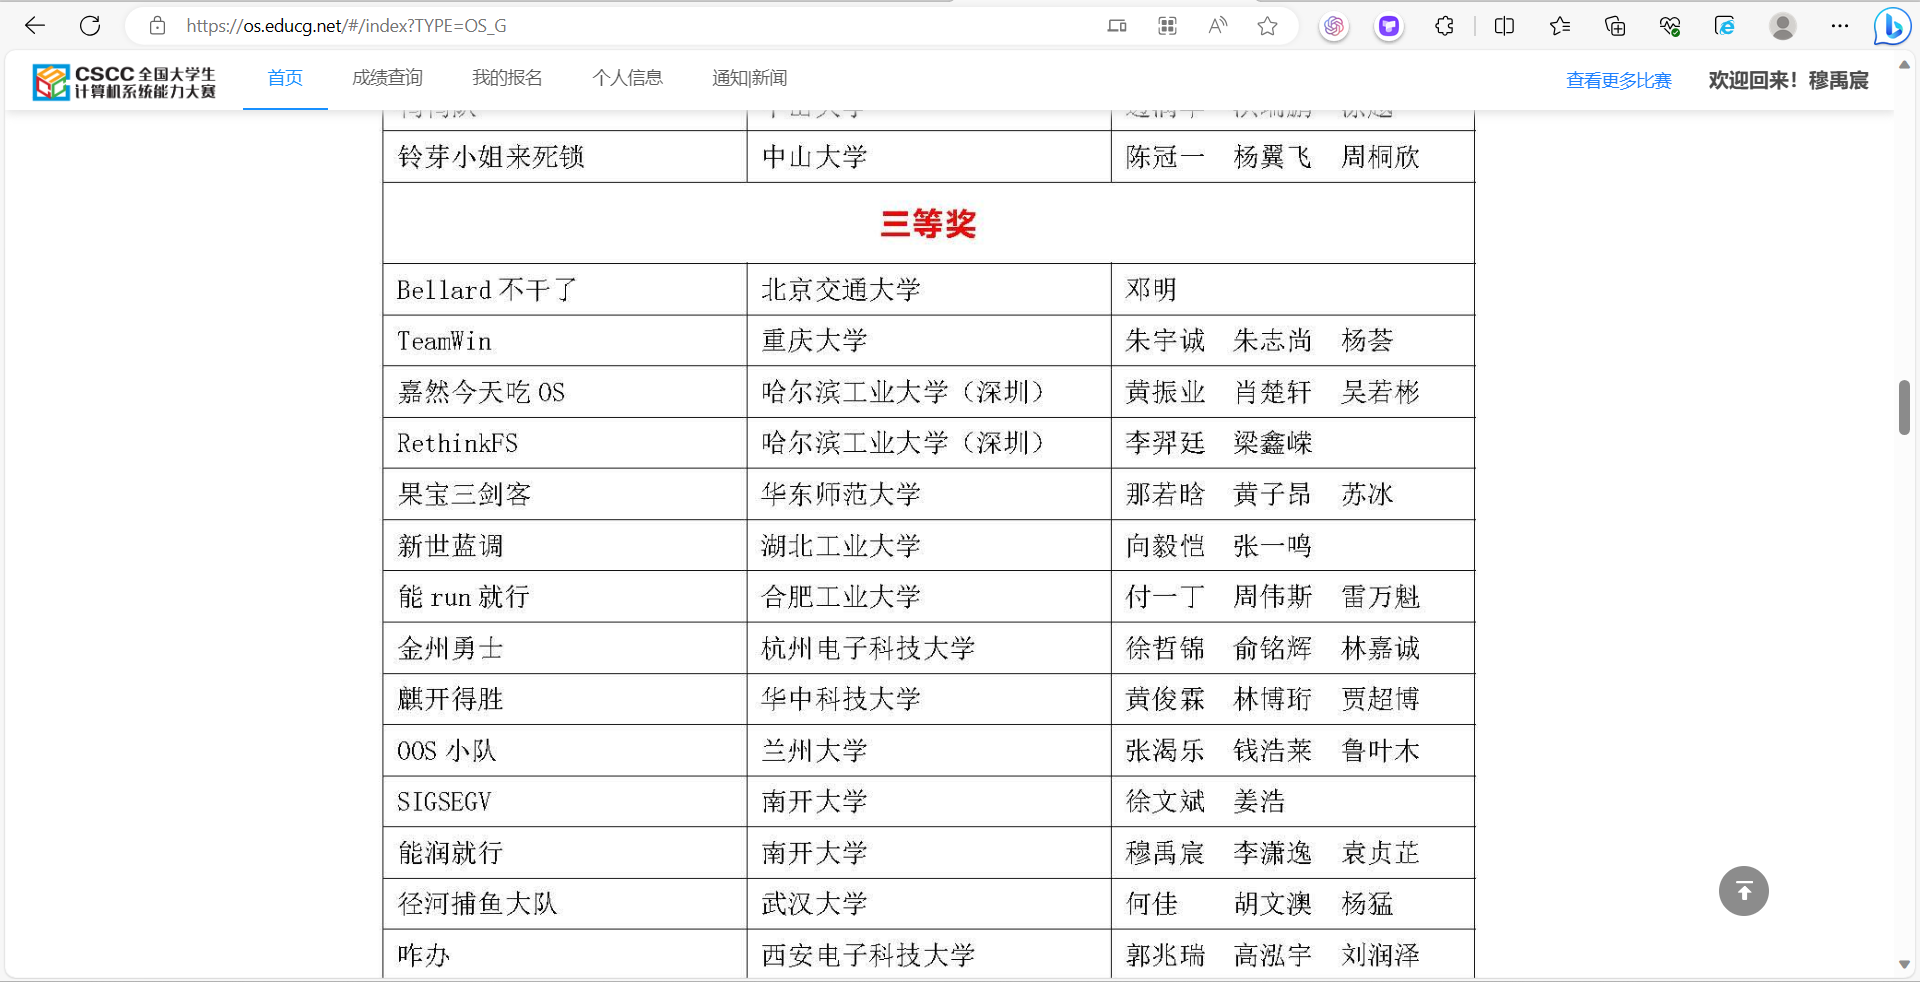 https://os.educg.net/#/index?TYPE=OS_G
CSCC 全国大学生
计算机系统能力大赛
首页 成绩查询 我的报名 个人信息 通知|新闻 查看更多比赛 欢迎回来！穆禹宸
铃芽小姐来死锁 中山大学 陈冠一 杨翼飞 周桐欣
三等奖
Bellard 不干了 北京交通大学 邓明
TeamWin 重庆大学 朱宇诚 朱志尚 杨荟
嘉然今天吃 OS 哈尔滨工业大学（深圳） 黄振业 肖楚轩 吴若彬
RethinkFS 哈尔滨工业大学（深圳） 李羿廷 梁鑫嵘
果宝三剑客 华东师范大学 那若晗 黄子昂 苏冰
新世蓝调 湖北工业大学 向毅恺 张一鸣
能 run 就行 合肥工业大学 付一丁 周伟斯 雷万魁
金州勇士 杭州电子科技大学 徐哲锦 俞铭辉 林嘉诚
麒开得胜 华中科技大学 黄俊霖 林博珩 贾超博
OOS 小队 兰州大学 张渴乐 钱浩莱 鲁叶木
SIGSEGV 南开大学 徐文斌 姜浩
能润就行 南开大学 穆禹宸 李潇逸 袁贞芷
径河捕鱼大队 武汉大学 何佳 胡文澳 杨猛
咋办 西安电子科技大学 郭兆瑞 高泓宇 刘润泽